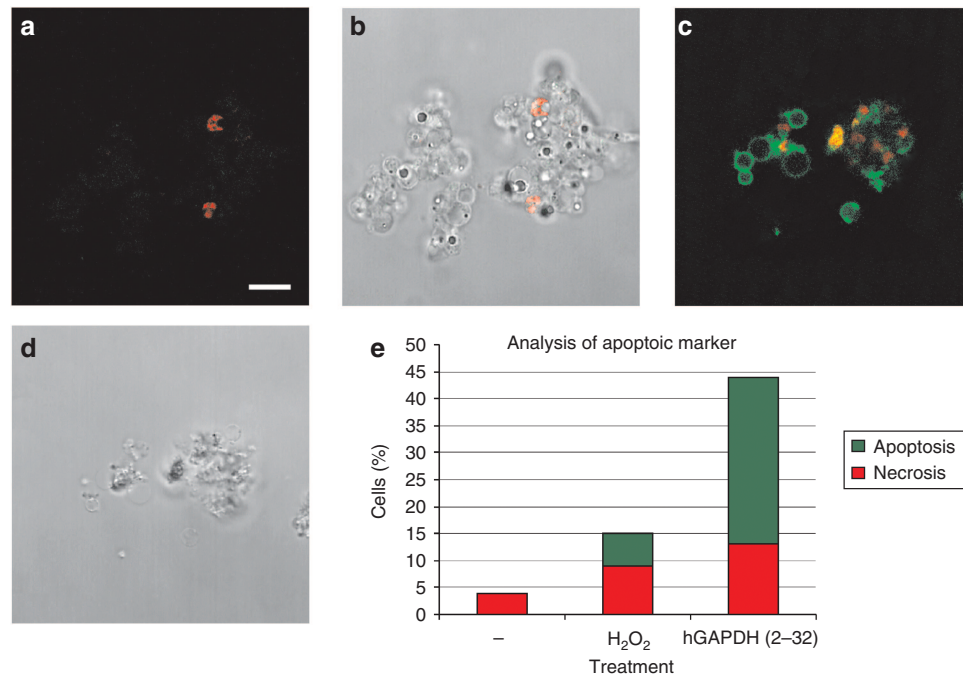 a
b
c
d
e
Analysis of apoptoic marker
50
45
40
35
30
25
20
15
10
5
0
Cells (%)
– H₂O₂ hGAPDH (2–32)
Treatment
Apoptosis
Necrosis